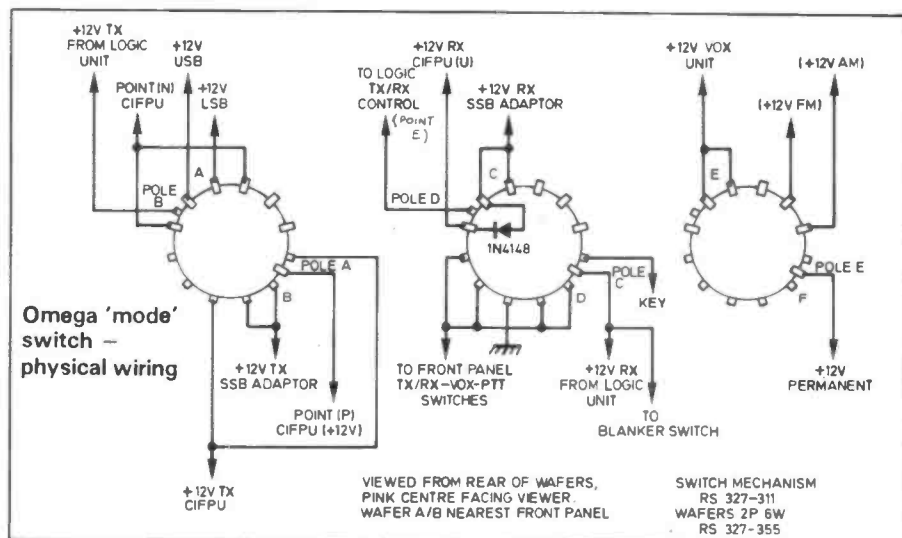 +12V TX
FROM LOGIC
UNIT
+12V
USB
POINT(N)
CIFPU
+12V
LSB
A
POLE
B
POLE A
B
+12V TX
SSB ADAPTOR
POINT (P)
CIFPU (+12V)
+12V TX
CIFPU
Omega 'mode'
switch –
physical wiring
+12V RX
CIFPU (U)
TO LOGIC
TX/RX
CONTROL
(POINT
E)
+12V RX
SSB ADAPTOR
C
POLE D
1N4148
POLE
C
D
KEY
TO FRONT PANEL
TX/RX–VOX–PTT
SWITCHES
+12V RX
FROM LOGIC
UNIT
TO
BLANKER SWITCH
+12V VOX
UNIT
(+12V AM)
(+12V FM)
E
POLE E
F
+12V
PERMANENT
VIEWED FROM REAR OF WAFERS,
PINK CENTRE FACING VIEWER.
WAFER A/B NEAREST FRONT PANEL
SWITCH MECHANISM
RS 327–311
WAFERS 2P 6W
RS 327–355